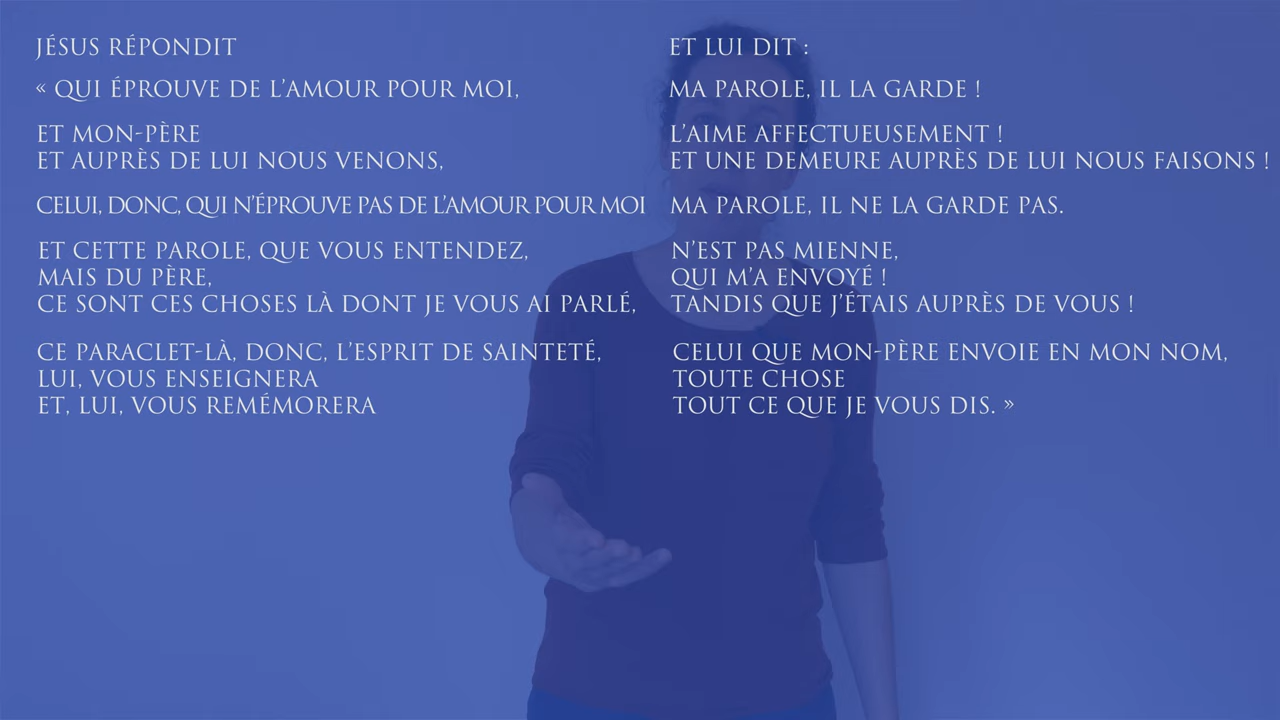 JÉSUS RÉPONDIT ET LUI DIT :
« QUI ÉPROUVE DE L’AMOUR POUR MOI, MA PAROLE, IL LA GARDE !
ET MON-PÈRE L’AIME AFFECTUEUSEMENT !
ET AUPRÈS DE LUI NOUS VENONS, ET UNE DEMEURE AUPRÈS DE LUI NOUS FAISONS !
CELUI, DONC, QUI N’ÉPROUVE PAS DE L’AMOUR POUR MOI MA PAROLE, IL NE LA GARDE PAS.
ET CETTE PAROLE, QUE VOUS ENTENDEZ, N’EST PAS MIENNE,
MAIS DU PÈRE, QUI M’A ENVOYÉ !
CE SONT CES CHOSES LÀ DONT JE VOUS AI PARLÉ, TANDIS QUE J’ÉTAIS AUPRÈS DE VOUS !
CE PARACLET-LÀ, DONC, L’ESPRIT DE SAINTETÉ, CELUI QUE MON-PÈRE ENVOIE EN MON NOM,
LUI, VOUS ENSEIGNERA TOUTE CHOSE
ET, LUI, VOUS REMÉMORERA TOUT CE QUE JE VOUS DIS. »